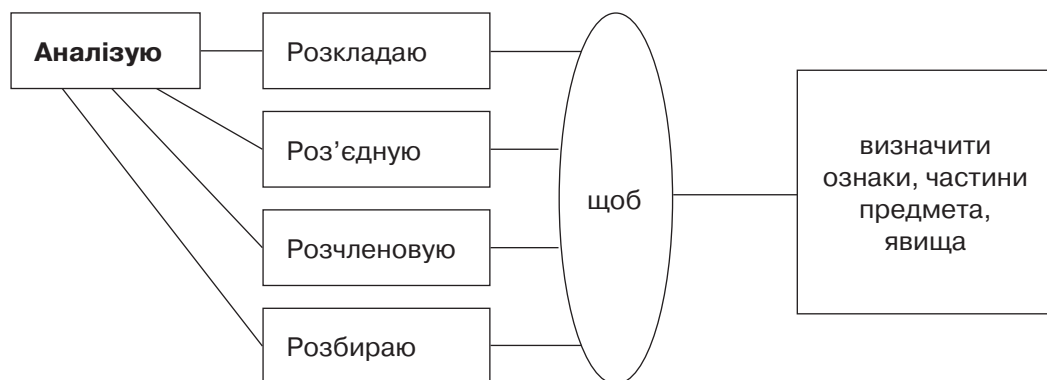 Аналізую
Розкладаю
Роз’єдную
Розчленовую
Розбираю
щоб
визначити
ознаки, частини
предмета,
явища